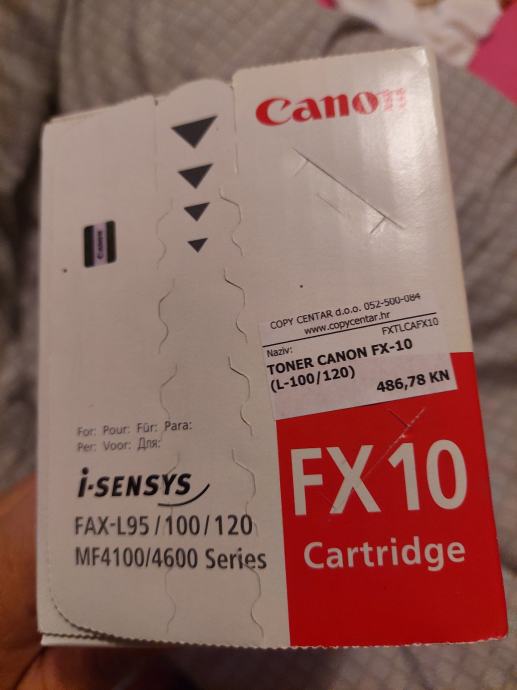 Canon
Canon
COPY CENTAR d.o.o. 052-500-084
www.copycentar.hr
FXTLCAFX10
Naziv:
TONER CANON FX-10
(L-100/120)
486,78 KN
For: Pour: Für: Para:
Per: Voor: Для:
i-SENSYS
FAX-L95/100/120
MF4100/4600 Series
FX10
Cartridge